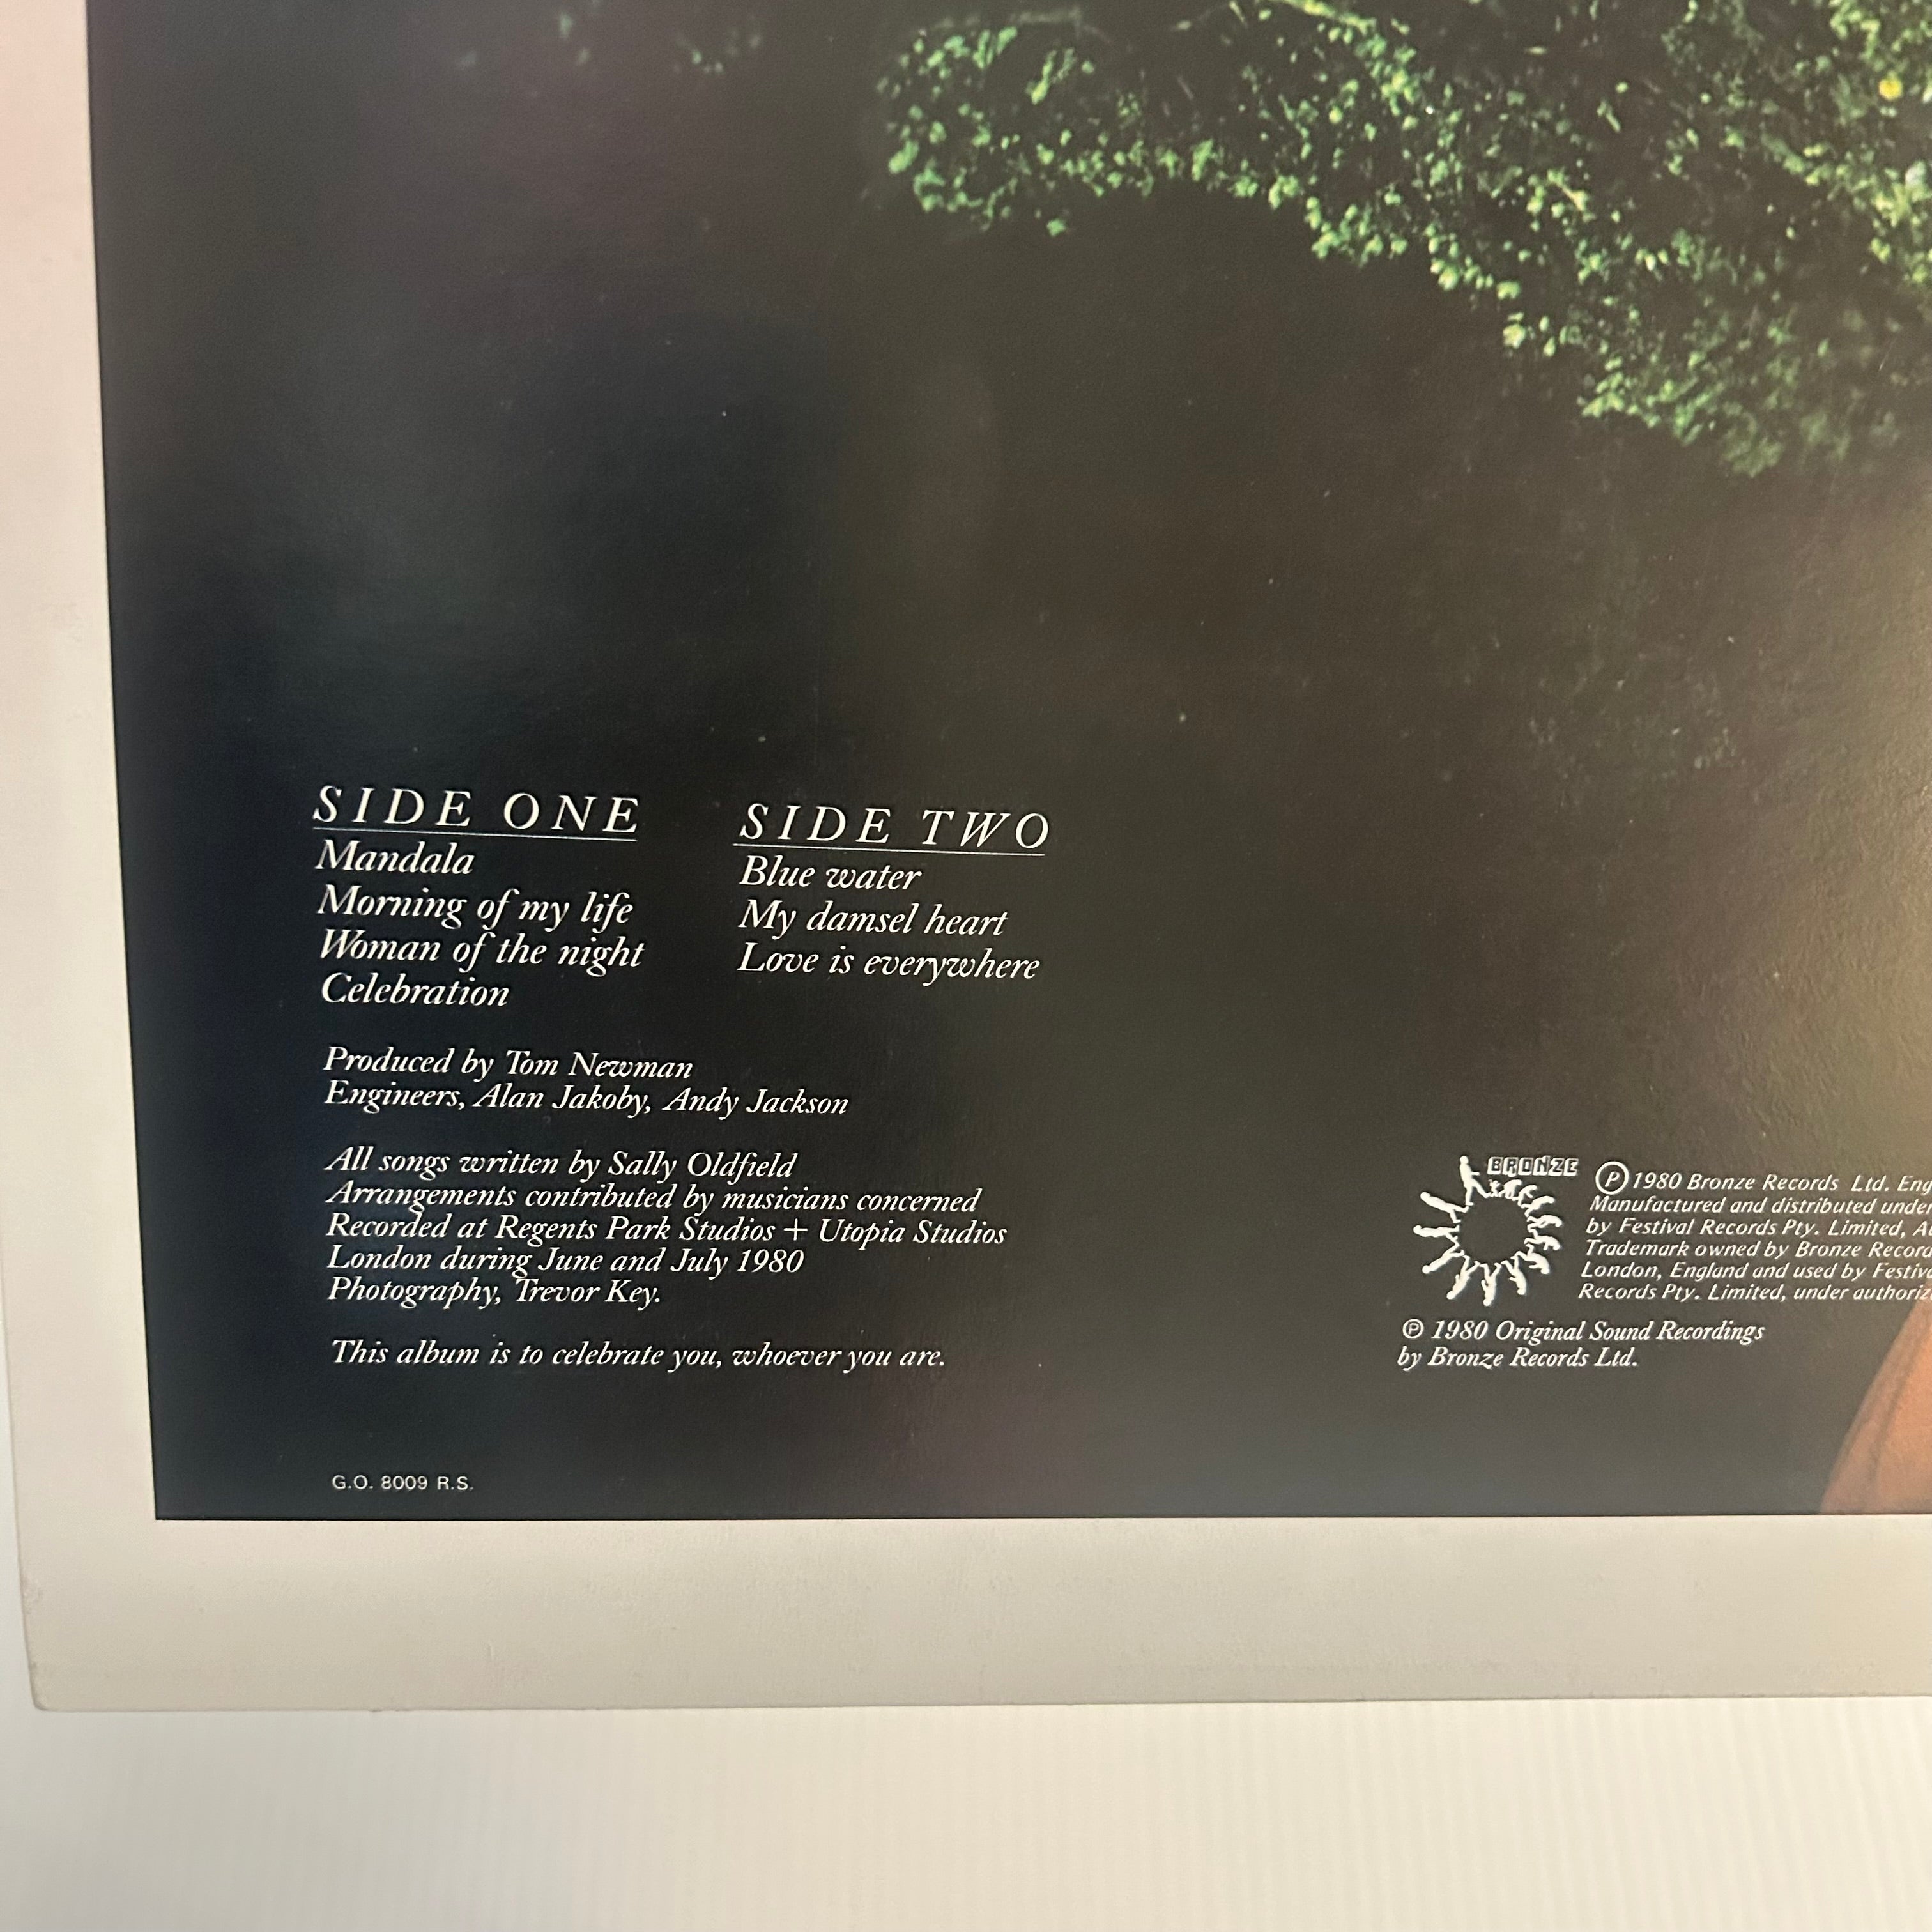 SIDE ONE
Mandala
Morning of my life
Woman of the night
Celebration
SIDE TWO
Blue water
My damsel heart
Love is everywhere
Produced by Tom Newman
Engineers, Alan Jakoby, Andy Jackson
All songs written by Sally Oldfield
Arrangements contributed by musicians concerned
Recorded at Regents Park Studios + Utopia Studios
London during June and July 1980
Photography, Trevor Key.
This album is to celebrate you, whoever you are.
G.O. 8009 R.S.
BRONZE
Ⓟ 1980 Bronze Records Ltd.
Manufactured and distributed under
by Festival Records Pty. Limited,
Trademark owned by Bronze
London, England and used by
Records Pty. Limited, under
Ⓟ 1980 Original Sound Recordings
by Bronze Records Ltd.